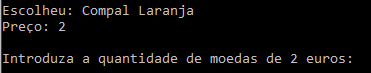 Escolheu: Compal Laranja
Preço: 2
Introduza a quantidade de moedas de 2 euros: